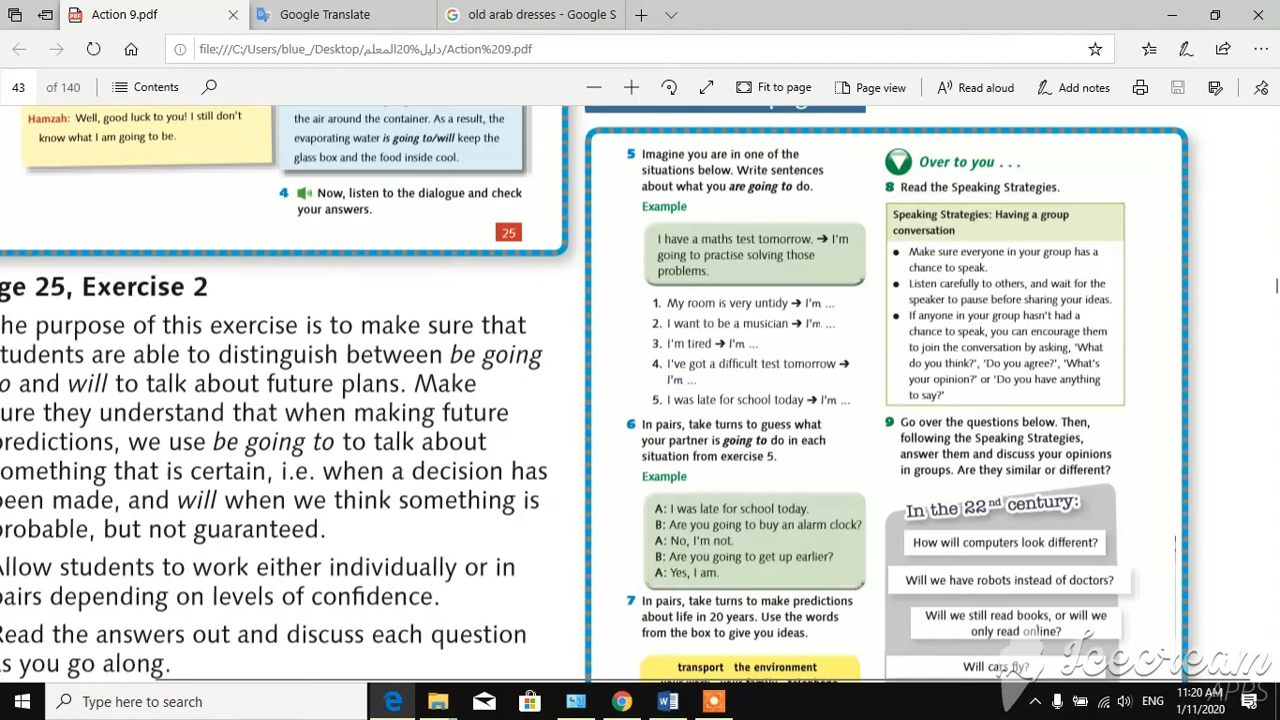 Action 9.pdf
Google Translate
old arab dresses - Google S
file:///C:/Users/blue_/Desktop/دليل%20المعلم/Action%209.pdf
43 of 140
Contents
Fit to page
Page view
Read aloud
Add notes
Hamzah: Well, good luck to you! I still don't
know what I am going to be.
the air around the container. As a result, the
evaporating water is going to/will keep the
glass box and the food inside cool.
4 Now, listen to the dialogue and check
your answers.
25
ge 25, Exercise 2
he purpose of this exercise is to make sure that
tudents are able to distinguish between be going
o and will to talk about future plans. Make
ure they understand that when making future
predictions, we use be going to to talk about
omething that is certain, i.e. when a decision has
been made, and will when we think something is
probable, but not guaranteed.
Allow students to work either individually or in
pairs depending on levels of confidence.
Read the answers out and discuss each question
s you go along.
5 Imagine you are in one of the
situations below. Write sentences
about what you are going to do.
Example
I have a maths test tomorrow. → I'm
going to practise solving those
problems.
1. My room is very untidy → I'm ...
2. I want to be a musician → I'm. ...
3. I'm tired → I'm ...
4. I've got a difficult test tomorrow →
I'm ...
5. I was late for school today → I'm ...
6 In pairs, take turns to guess what
your partner is going to do in each
situation from exercise 5.
Example
A: I was late for school today.
B: Are you going to buy an alarm clock?
A: No, I'm not.
B: Are you going to get up earlier?
A: Yes, I am.
7 In pairs, take turns to make predictions
about life in 20 years. Use the words
from the box to give you ideas.
transport the environment
Over to you . . .
8 Read the Speaking Strategies.
Speaking Strategies: Having a group
conversation
● Make sure everyone in your group has a
chance to speak.
● Listen carefully to others, and wait for the
speaker to pause before sharing your ideas.
● If anyone in your group hasn't had a
chance to speak, you can encourage them
to join the conversation by asking, 'What
do you think?', 'Do you agree?', 'What's
your opinion?' or 'Do you have anything
to say?'
9 Go over the questions below. Then,
following the Speaking Strategies,
answer them and discuss your opinions
in groups. Are they similar or different?
In the 22nd century:
How will computers look different?
Will we have robots instead of doctors?
Will we still read books, or will we
only read online?
Will cars fly?
Icecream
APPS
Type here to search
ENG
11:20 AM
1/11/2020